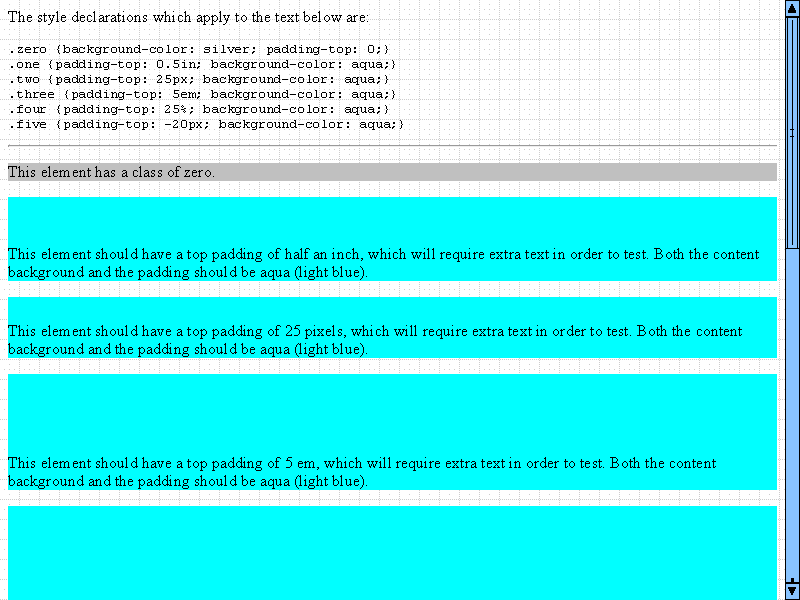 The style declarations which apply to the text below are:
.zero {background-color: silver; padding-top: 0;}
.one {padding-top: 0.5in; background-color: aqua;}
.two {padding-top: 25px; background-color: aqua;}
.three {padding-top: 5em; background-color: aqua;}
.four {padding-top: 25%; background-color: aqua;}
.five {padding-top: -20px; background-color: aqua;}
This element has a class of zero.
This element should have a top padding of half an inch, which will require extra text in order to test. Both the content
background and the padding should be aqua (light blue).
This element should have a top padding of 25 pixels, which will require extra text in order to test. Both the content
background and the padding should be aqua (light blue).
This element should have a top padding of 5 em, which will require extra text in order to test. Both the content
background and the padding should be aqua (light blue).